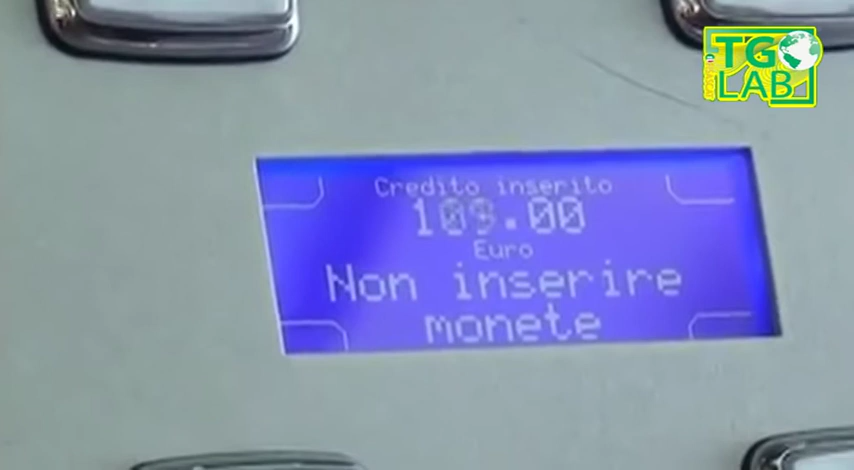 TG
LAB
Credito inserito
109.00
Euro
Non inserire
monete